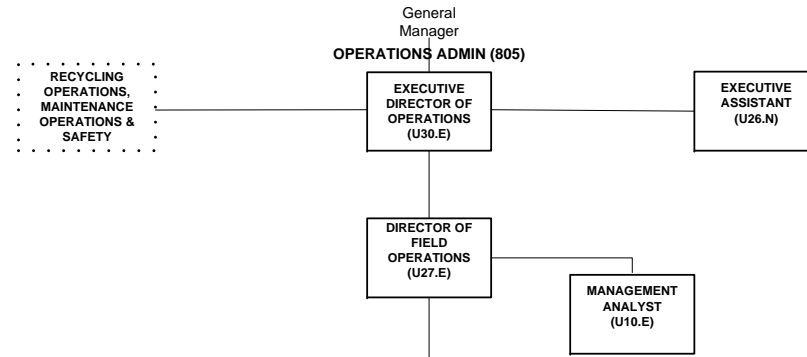 General
Manager
OPERATIONS ADMIN (805)
RECYCLING
OPERATIONS,
MAINTENANCE
OPERATIONS &
SAFETY
EXECUTIVE
DIRECTOR OF
OPERATIONS
(U30.E)
EXECUTIVE
ASSISTANT
(U26.N)
DIRECTOR OF
FIELD
OPERATIONS
(U27.E)
MANAGEMENT
ANALYST
(U10.E)